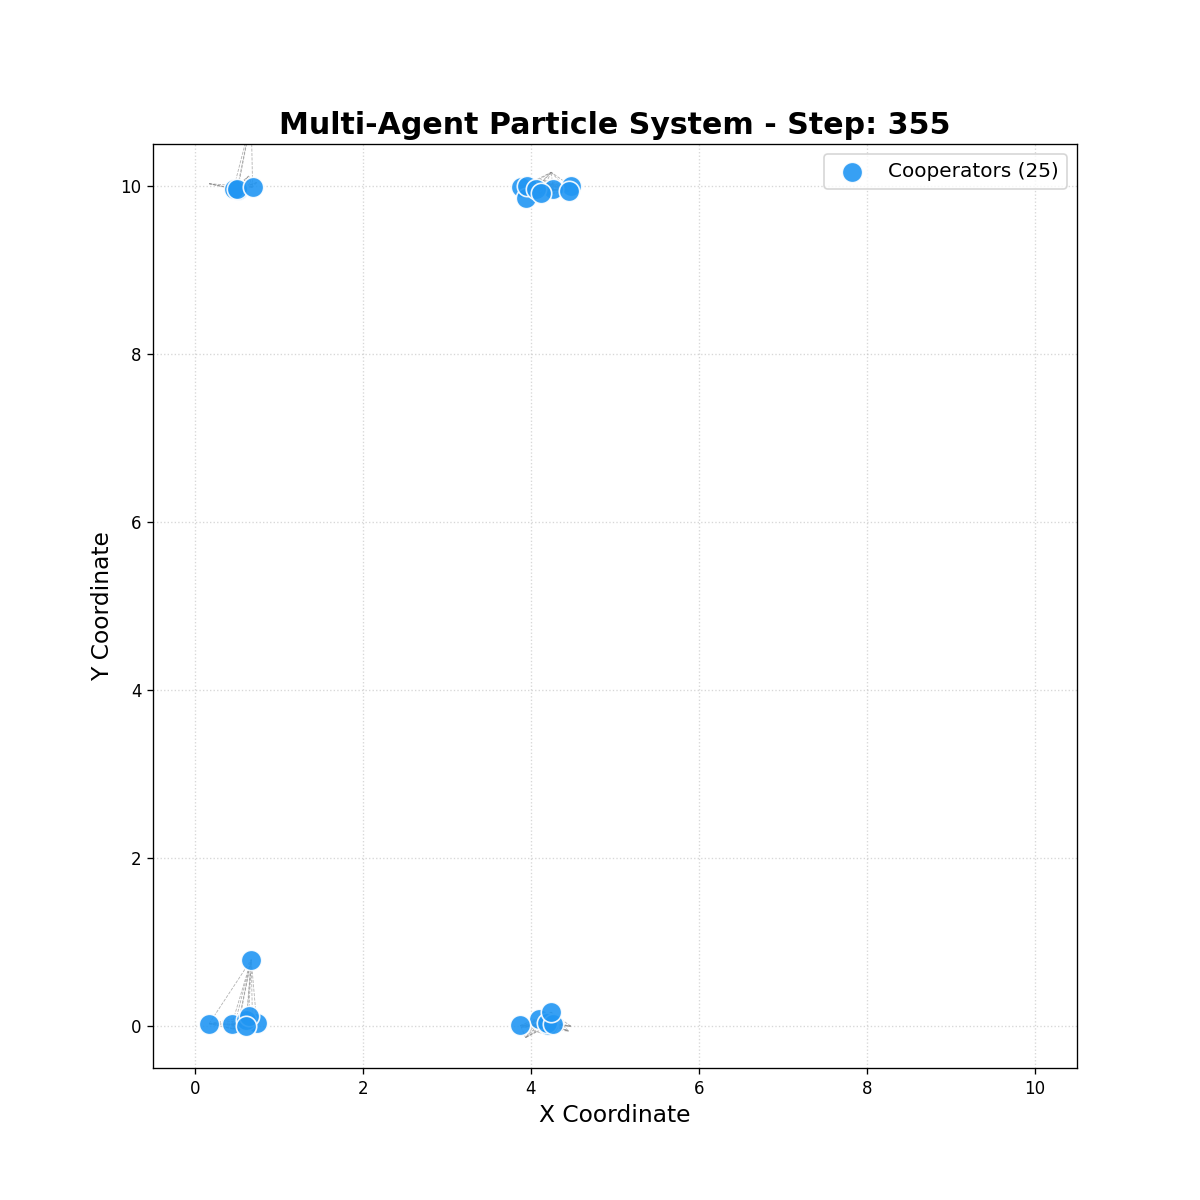 Multi-Agent Particle System - Step: 355
Cooperators (25)
10
8
6
4
2
0
Y Coordinate
0 2 4 6 8 10
X Coordinate